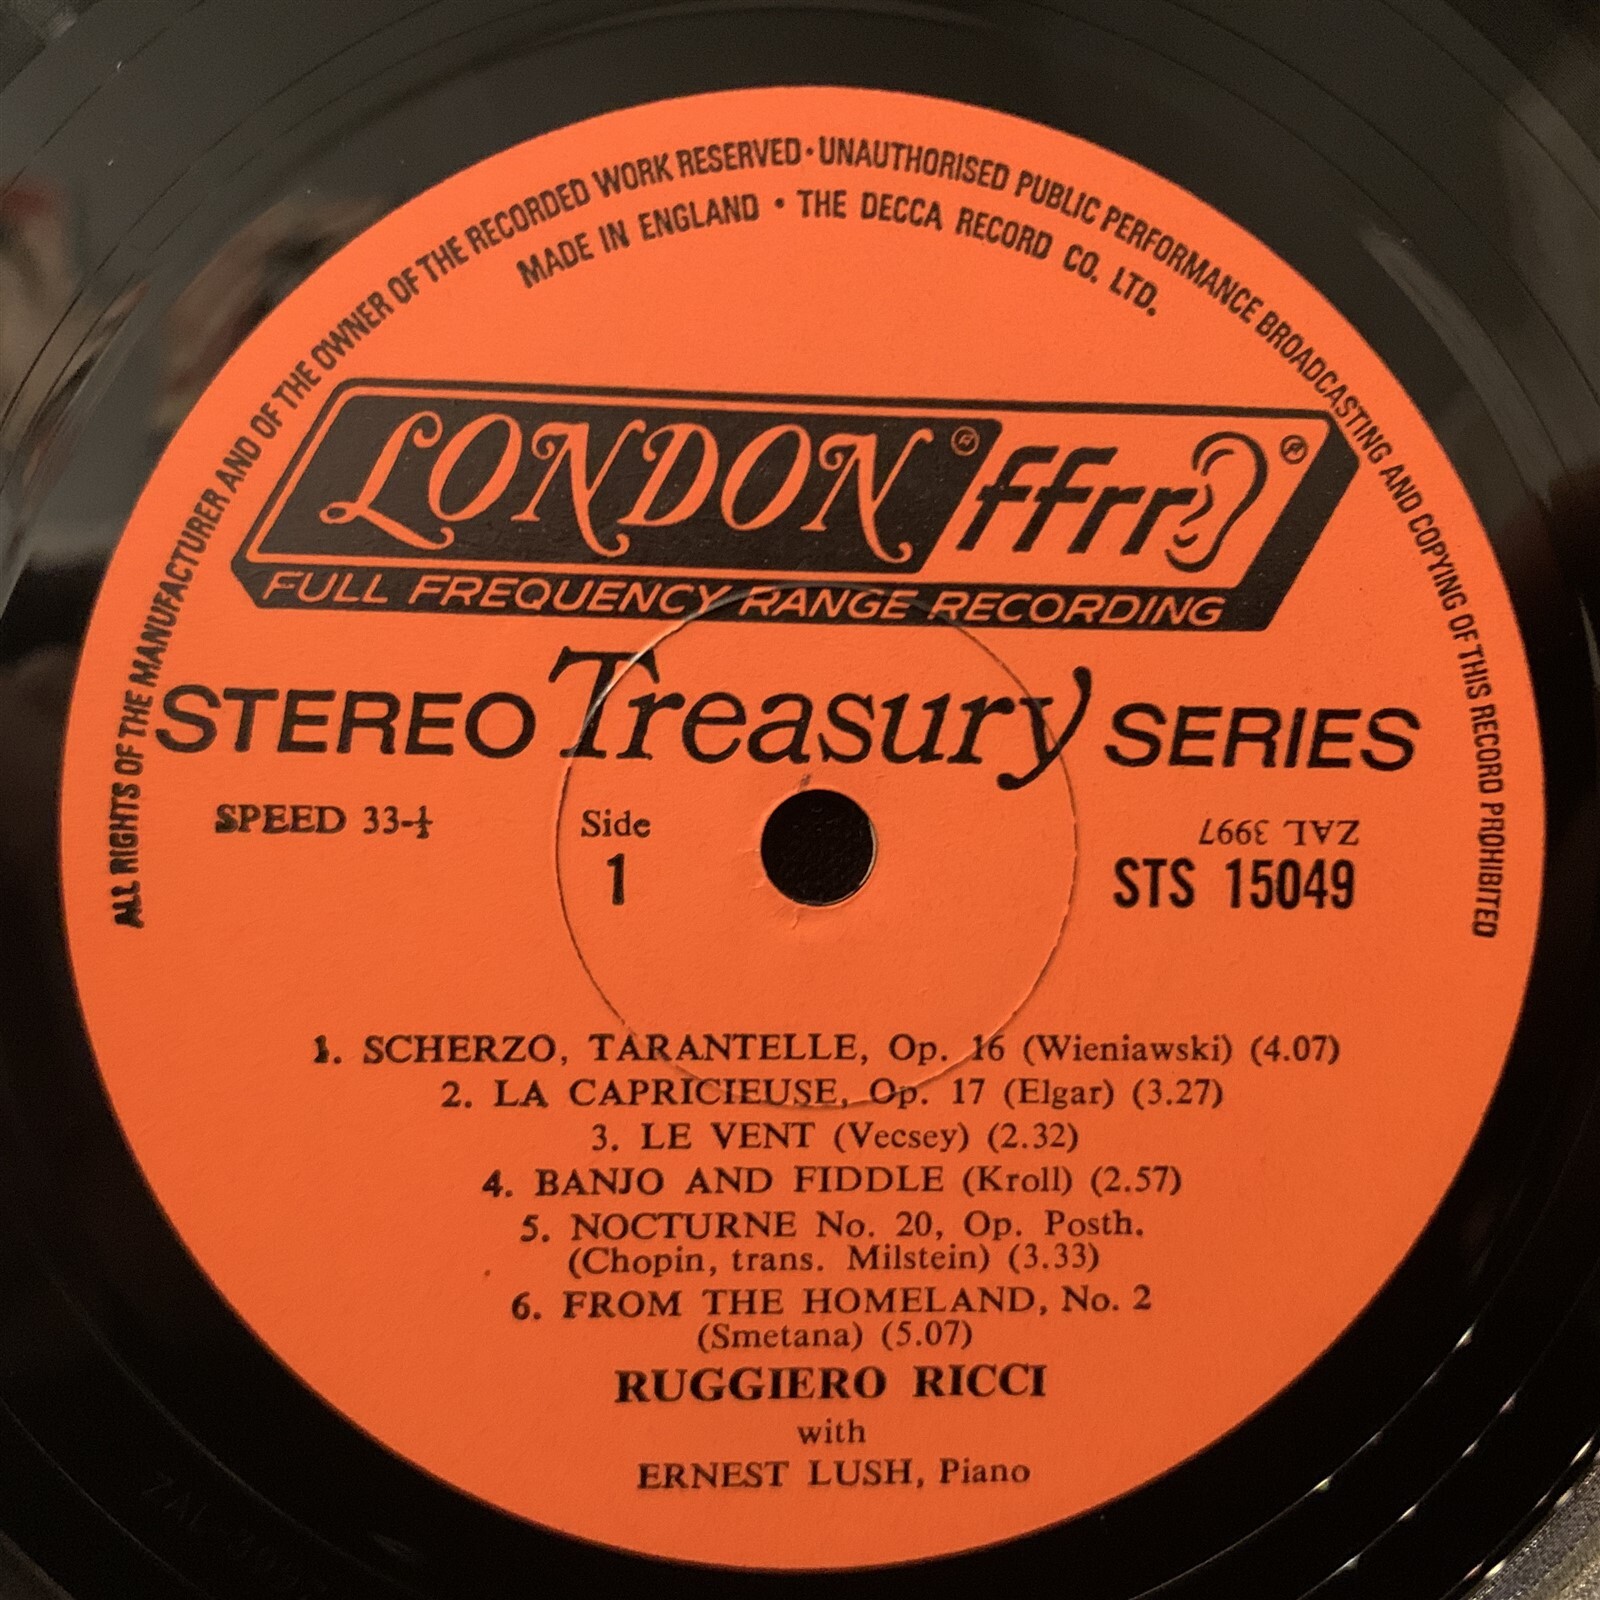 ALL RIGHTS OF THE MANUFACTURER AND OF THE OWNER OF THE RECORDED WORK RESERVED · UNAUTHORISED PUBLIC PERFORMANCE BROADCASTING AND COPYING OF THIS RECORD PROHIBITED
MADE IN ENGLAND • THE DECCA RECORD CO. LTD.
LONDON ® ffrr ®
FULL FREQUENCY RANGE RECORDING
STEREO Treasury SERIES
SPEED 33-⅓
Side
1
ZAL 3997
STS 15049
1. SCHERZO, TARANTELLE, Op. 16 (Wieniawski) (4.07)
2. LA CAPRICIEUSE, Op. 17 (Elgar) (3.27)
3. LE VENT (Vecsey) (2.32)
4. BANJO AND FIDDLE (Kroll) (2.57)
5. NOCTURNE No. 20, Op. Posth.
(Chopin, trans. Milstein) (3.33)
6. FROM THE HOMELAND, No. 2
(Smetana) (5.07)
RUGGIERO RICCI
with
ERNEST LUSH, Piano